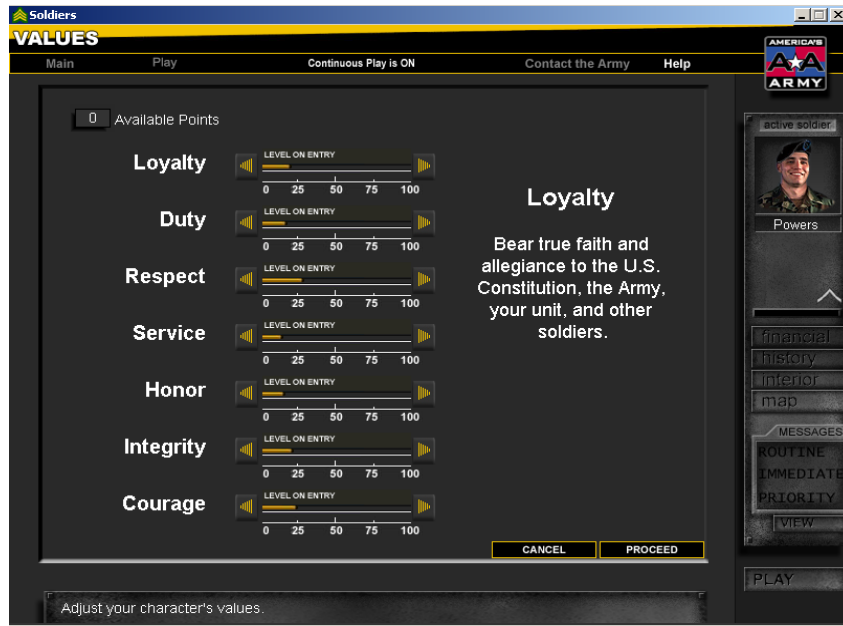 Soldiers
VALUES
AMERICA'S
ARMY
Main Play Continuous Play is ON Contact the Army Help
0 Available Points
active soldier
Loyalty
LEVEL ON ENTRY
0 25 50 75 100
Duty
LEVEL ON ENTRY
0 25 50 75 100
Respect
LEVEL ON ENTRY
0 25 50 75 100
Service
LEVEL ON ENTRY
0 25 50 75 100
Honor
LEVEL ON ENTRY
0 25 50 75 100
Integrity
LEVEL ON ENTRY
0 25 50 75 100
Courage
LEVEL ON ENTRY
0 25 50 75 100
Loyalty
Bear true faith and
allegiance to the U.S.
Constitution, the Army,
your unit, and other
soldiers.
CANCEL PROCEED
Powers
financial
history
interior
map
MESSAGES
ROUTINE
IMMEDIATE
PRIORITY
VIEW
PLAY
Adjust your character's values.